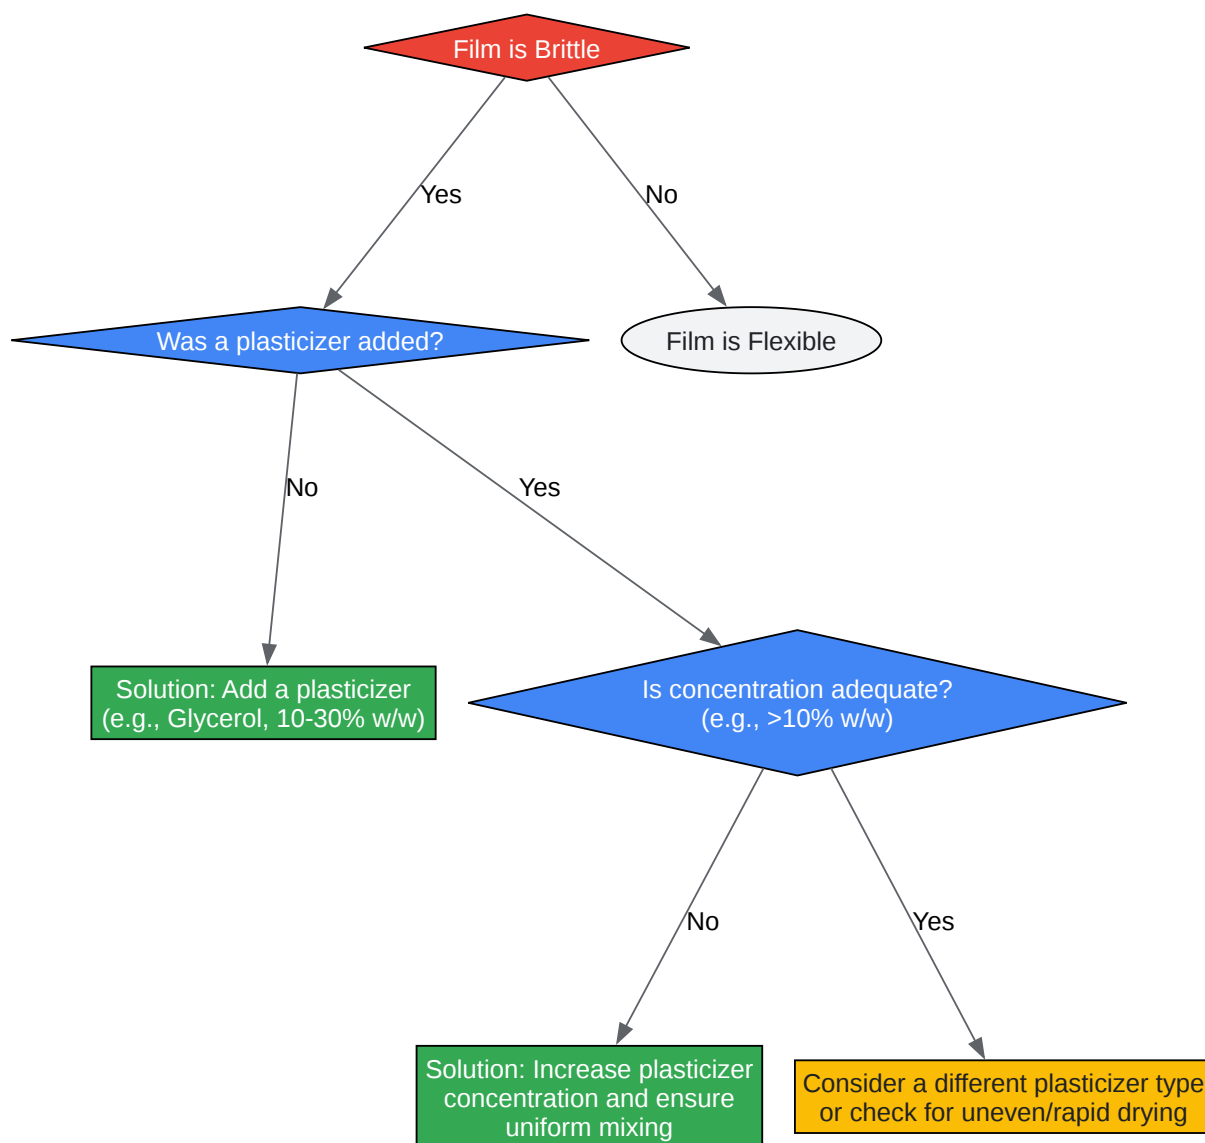 Film is Brittle
Yes
No
Was a plasticizer added?
Film is Flexible
No
Yes
Solution: Add a plasticizer
(e.g., Glycerol, 10-30% w/w)
Is concentration adequate?
(e.g., >10% w/w)
No
Yes
Solution: Increase plasticizer
concentration and ensure
uniform mixing
Consider a different plasticizer type
or check for uneven/rapid drying